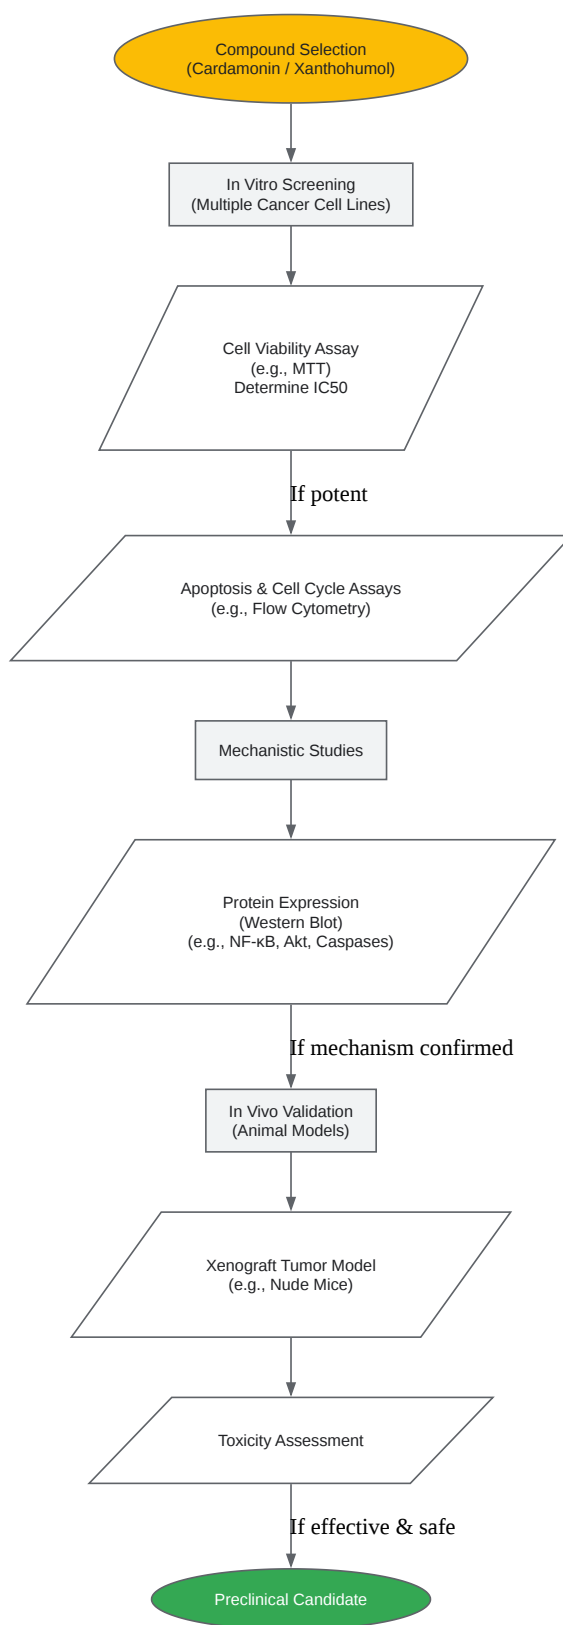 Compound Selection
(Cardamonin / Xanthohumol)
In Vitro Screening
(Multiple Cancer Cell Lines)
Cell Viability Assay
(e.g., MTT)
Determine IC50
If potent
Apoptosis & Cell Cycle Assays
(e.g., Flow Cytometry)
Mechanistic Studies
Protein Expression
(Western Blot)
(e.g., NF-κB, Akt, Caspases)
If mechanism confirmed
In Vivo Validation
(Animal Models)
Xenograft Tumor Model
(e.g., Nude Mice)
Toxicity Assessment
If effective & safe
Preclinical Candidate